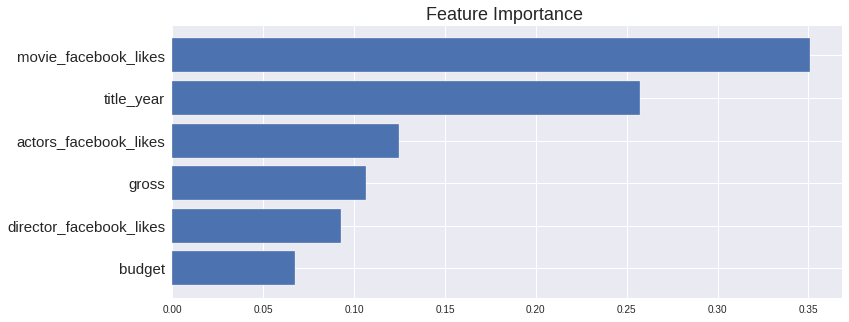 Feature Importance
movie_facebook_likes
title_year
actors_facebook_likes
gross
director_facebook_likes
budget
0.00 0.05 0.10 0.15 0.20 0.25 0.30 0.35